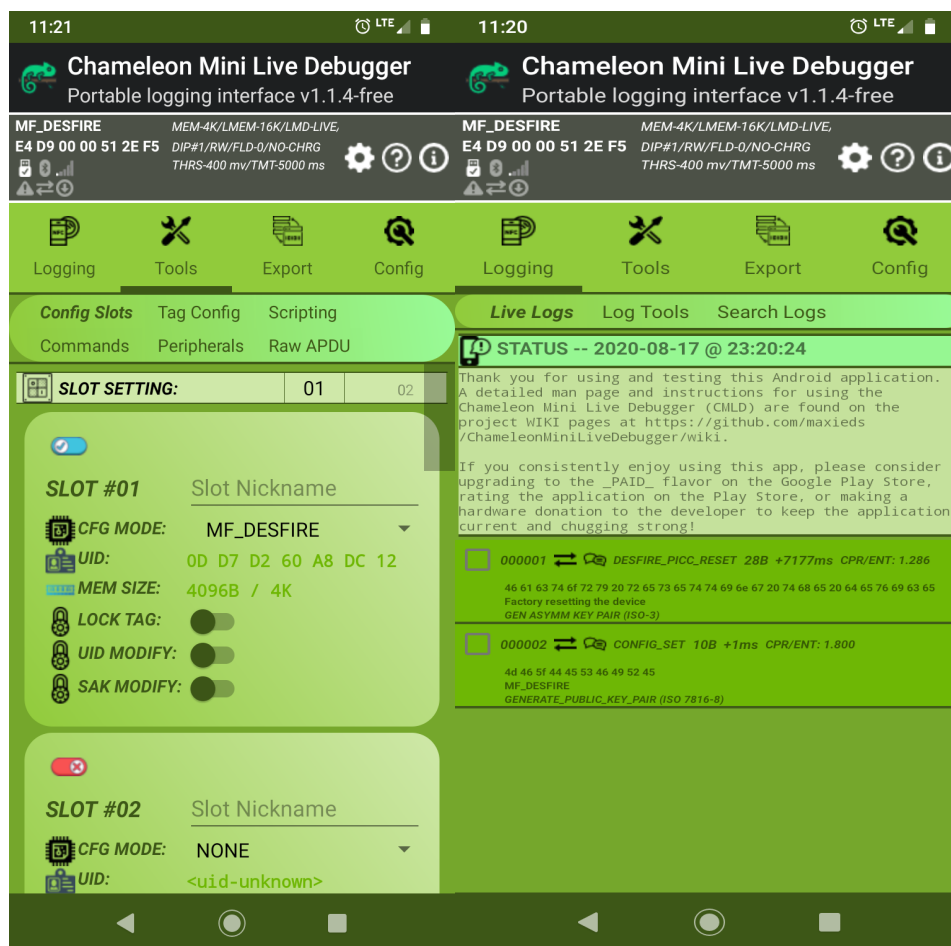 11:21
LTE
Chameleon Mini Live Debugger
Portable logging interface v1.1.4-free
MF_DESFIRE
MEM-4K/LMEM-16K/LMD-LIVE,
E4 D9 00 00 51 2E F5
DIP#1/RW/FLD-0/NO-CHRG
THRS-400 mv/TMT-5000 ms
Logging
Tools
Export
Config
Config Slots
Tag Config
Scripting
Commands
Peripherals
Raw APDU
SLOT SETTING:
01
02
SLOT #01
Slot Nickname
CFG MODE:
MF_DESFIRE
UID:
0D D7 D2 60 A8 DC 12
MEM SIZE:
4096B / 4K
LOCK TAG:
UID MODIFY:
SAK MODIFY:
SLOT #02
Slot Nickname
CFG MODE:
NONE
UID:
<uid-unknown>
11:20
LTE
Chameleon Mini Live Debugger
Portable logging interface v1.1.4-free
MF_DESFIRE
MEM-4K/LMEM-16K/LMD-LIVE,
E4 D9 00 00 51 2E F5
DIP#1/RW/FLD-0/NO-CHRG
THRS-400 mv/TMT-5000 ms
Logging
Tools
Export
Config
Live Logs
Log Tools
Search Logs
STATUS -- 2020-08-17 @ 23:20:24
Thank you for using and testing this Android application.
A detailed man page and instructions for using the
Chameleon Mini Live Debugger (CMLD) are found on the
project WIKI pages at https://github.com/maxieds
/ChameleonMiniLiveDebugger/wiki.
If you consistently enjoy using this app, please consider
upgrading to the _PAID_ flavor on the Google Play Store,
rating the application on the Play Store, or making a
hardware donation to the developer to keep the application
current and chugging strong!
000001
DESFIRE_PICC_RESET 28B +7177ms CPR/ENT: 1.286
46 61 63 74 6f 72 79 20 72 65 73 65 74 74 69 6e 67 20 74 68 65 20 64 65 76 69 63 65
Factory resetting the device
GEN ASYMM KEY PAIR (ISO-3)
000002
CONFIG_SET 10B +1ms CPR/ENT: 1.800
4d 46 5f 44 45 53 46 49 52 45
MF_DESFIRE
GENERATE_PUBLIC_KEY_PAIR (ISO 7816-8)